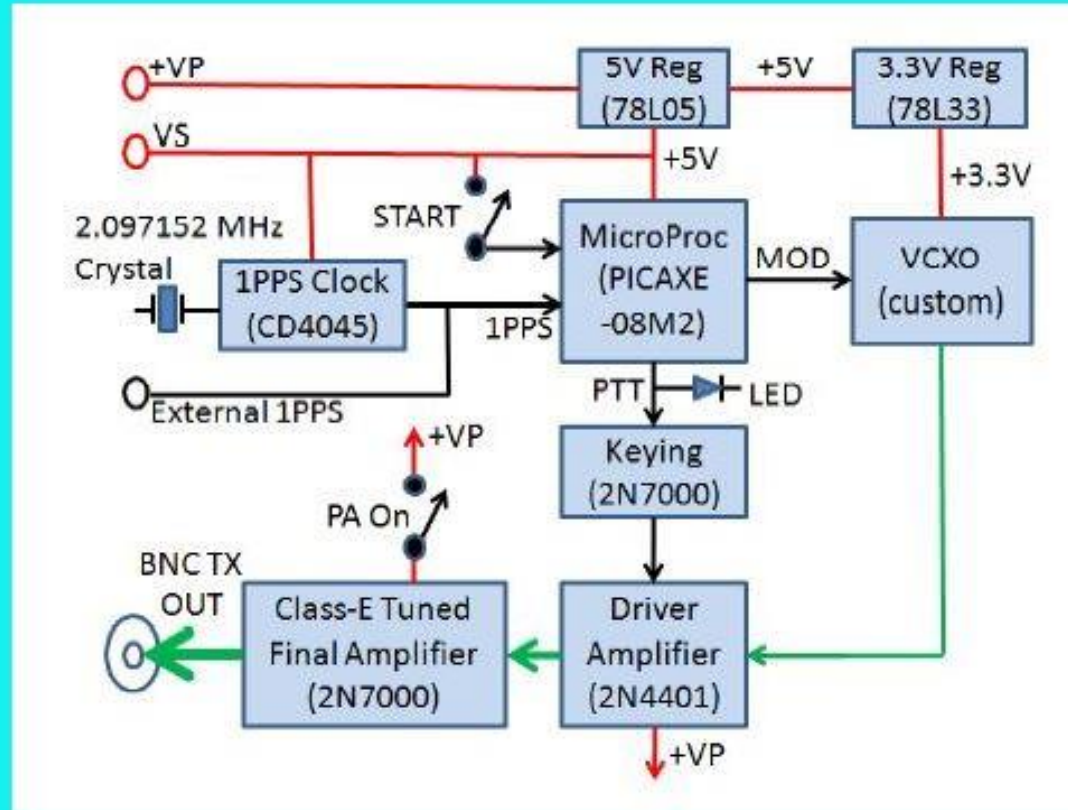 +VP
5V Reg
(78L05)
+5V
3.3V Reg
(78L33)
VS
+5V
+3.3V
2.097152 MHz
Crystal
START
1PPS Clock
(CD4045)
1PPS
MicroProc
(PICAXE
-08M2)
MOD
VCXO
(custom)
External 1PPS
PTT
LED
+VP
Keying
(2N7000)
PA On
BNC TX
OUT
Class-E Tuned
Final Amplifier
(2N7000)
Driver
Amplifier
(2N4401)
+VP